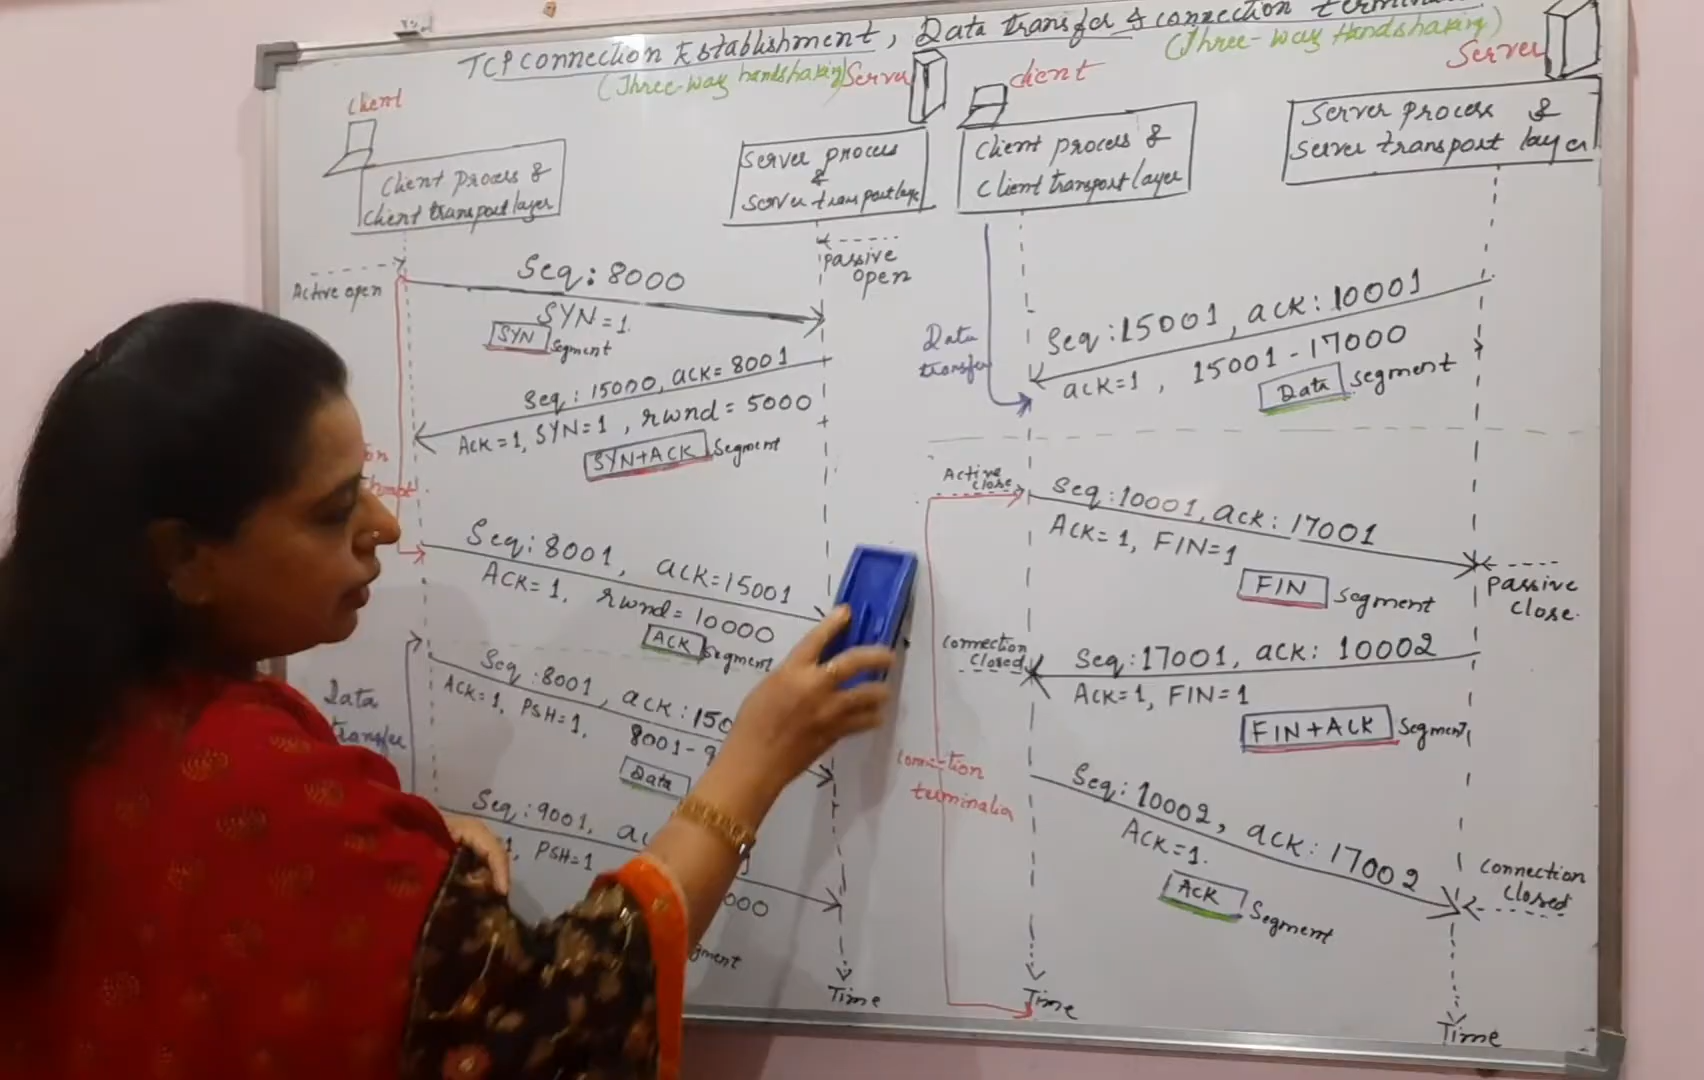 TCP connection Establishment, Data transfer & connection
(Three-way handshaking)
(Three-way Handshaking)
client
Server
client
Server
Client Process &
Client transport layer
Server process
&
Server transport
Client process &
Client transport layer
Server process &
Server transport layer
Active open
Passive
open
Seq: 8000
SYN=1.
SYN segment
Seq: 15000, ack= 8001
Ack=1, SYN=1, rwnd = 5000
SYN+ACK Segment
Seq: 8001, ack=15001
ACK=1, rwnd= 10000
ACK Segment
Data
transfer
Seq :8001, ack:150
ACK=1, PSH=1,
8001-9
Data
Seq:9001,
1, PSH=1
000
gment
Time
Data
transfer
Seq:15001, ack:10001
ack=1, 15001-17000
Data Segment
Active
close
Seq:10001, ack: 17001
Ack=1, FIN=1
FIN Segment
Passive
close.
connection
closed
Seq:17001, ack: 10002
Ack=1, FIN=1
FIN+ACK Segment
Seq:10002, ack:17002
Ack=1.
ACK Segment
connection
closed
Time
Time